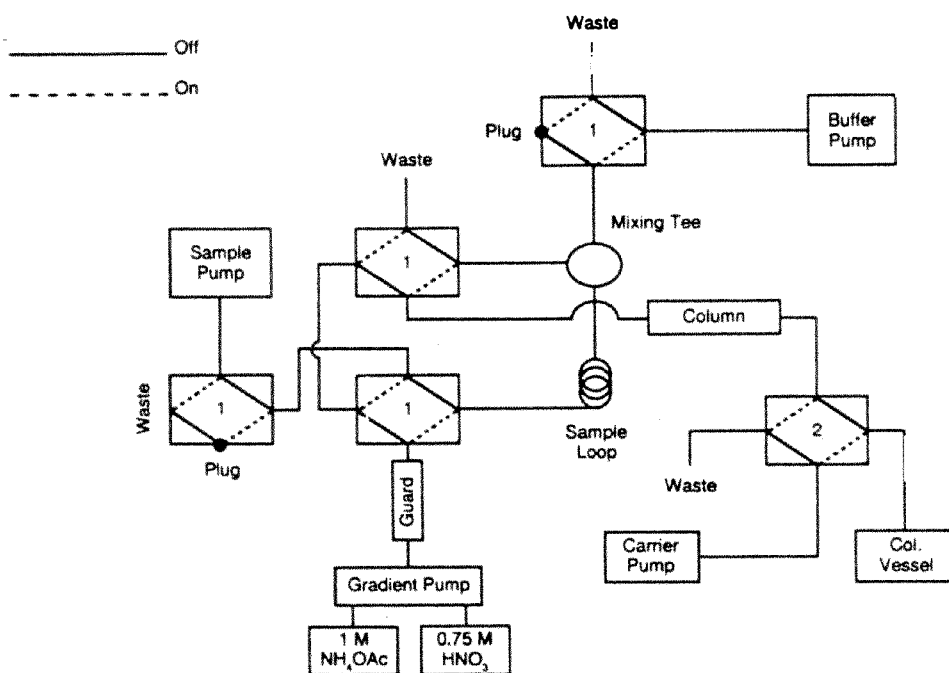 Off
On
Waste
1
Plug
Buffer
Pump
Waste
Mixing Tee
1
Sample
Pump
Column
Waste
1
1
Plug
Sample
Loop
2
Waste
Guard
Carrier
Pump
Col.
Vessel
Gradient Pump
1 M
NH₄OAc
0.75 M
HNO₃